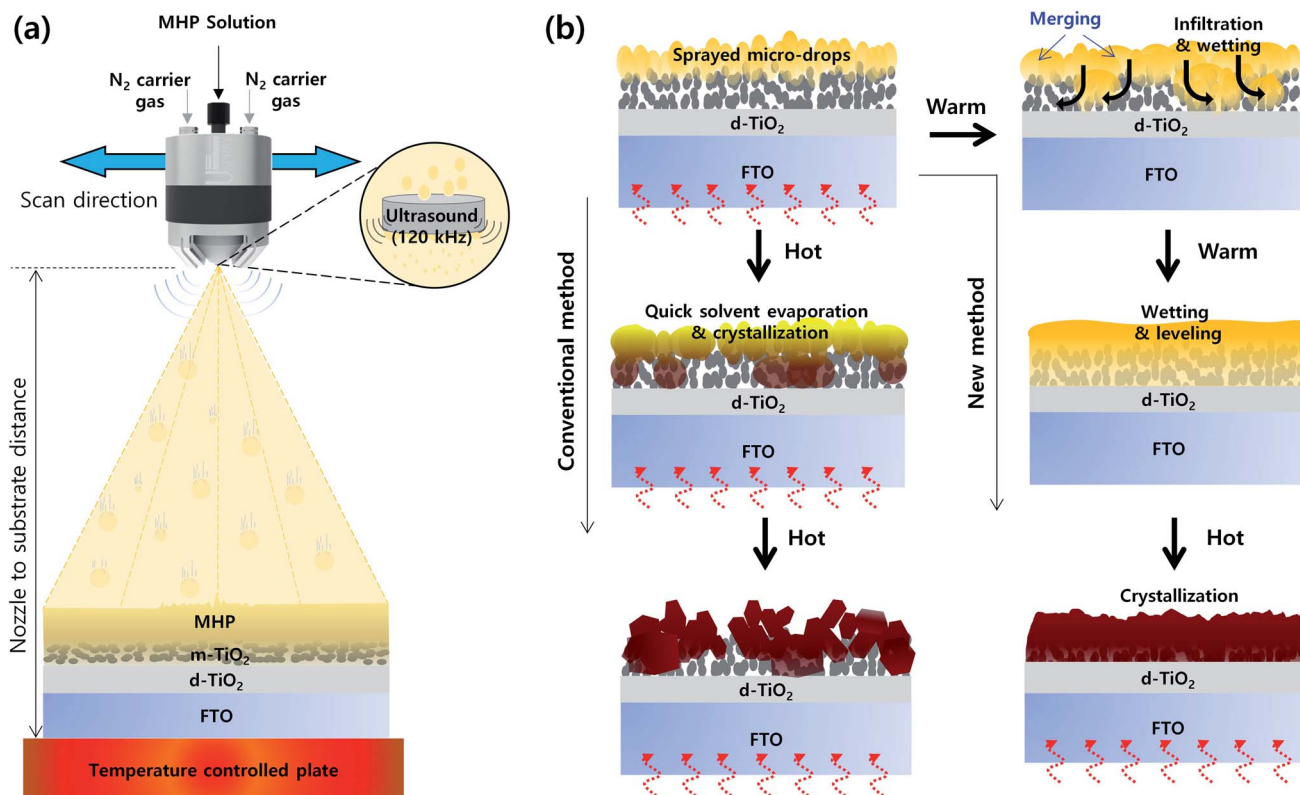 (a)
MHP Solution
N₂ carrier
gas
N₂ carrier
gas
Scan direction
Ultrasound
(120 kHz)
Nozzle to substrate distance
MHP
m-TiO₂
d-TiO₂
FTO
Temperature controlled plate
(b)
Sprayed micro-drops
d-TiO₂
FTO
Warm
Merging
Infiltration
& wetting
d-TiO₂
FTO
Conventional method
Hot
Quick solvent evaporation
& crystallization
d-TiO₂
FTO
Hot
d-TiO₂
FTO
New method
Warm
Wetting
& leveling
d-TiO₂
FTO
Hot
Crystallization
d-TiO₂
FTO